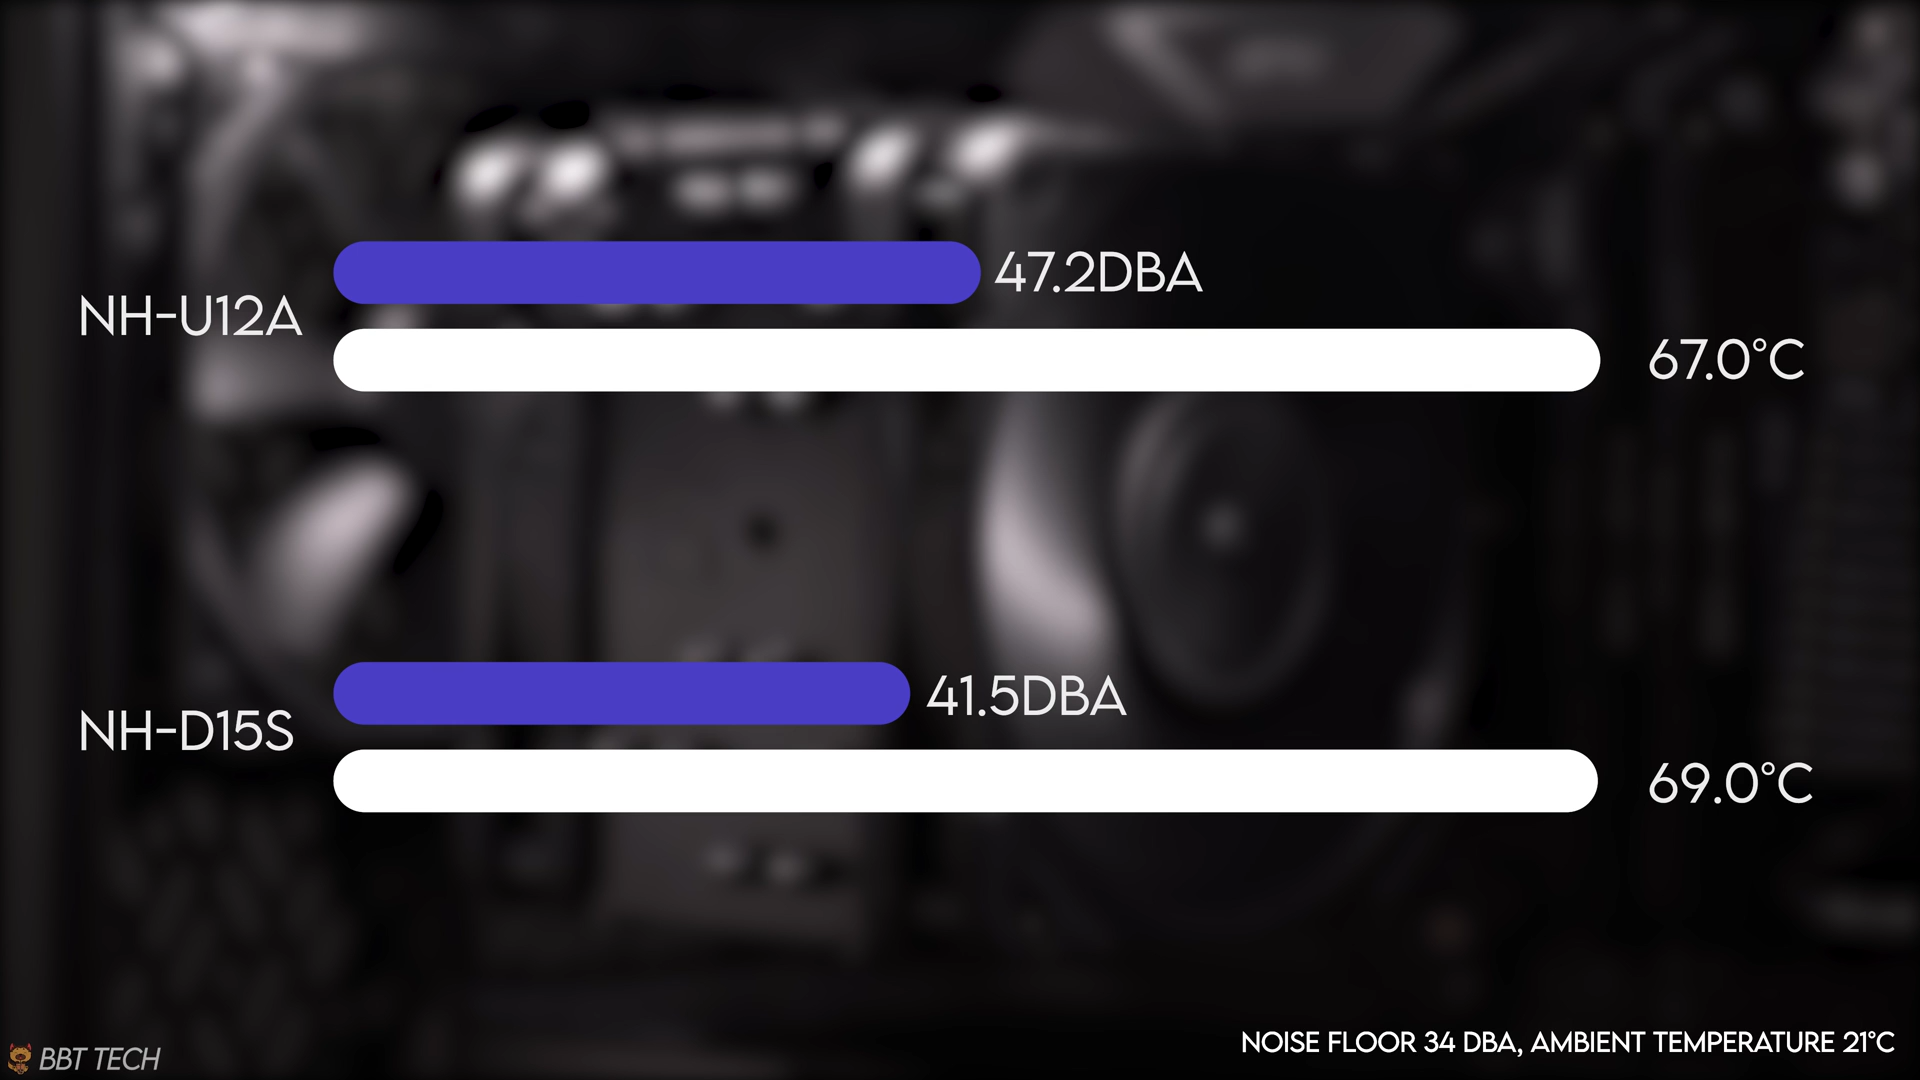 47.2DBA
NH-U12A
67.0°C
41.5DBA
NH-D15S
69.0°C
NOISE FLOOR 34 DBA, AMBIENT TEMPERATURE 21°C
BBT TECH